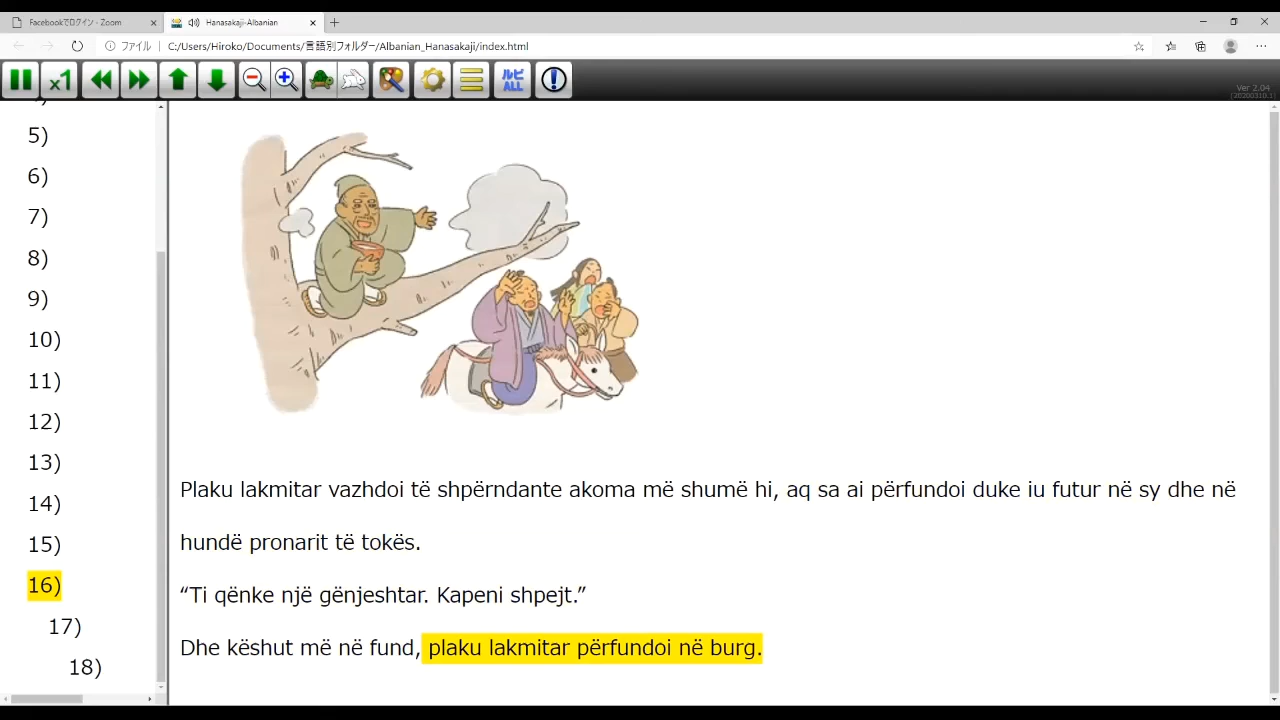 Facebookでログイン - Zoom
Hanasakaji-Albanian
ファイル
C:/Users/Hiroko/Documents/言語別フォルダー/Albanian_Hanasakaji/index.html
x1
ルビ
ALL
Ver 2.04
5)
6)
7)
8)
9)
10)
11)
12)
13)
14)
15)
16)
17)
18)
Plaku lakmitar vazhdoi të shpërndante akoma më shumë hi, aq sa ai përfundoi duke iu futur në sy dhe në
hundë pronarit të tokës.
“Ti qënke një gënjeshtar. Kapeni shpejt.”
Dhe kështut më në fund, plaku lakmitar përfundoi në burg.